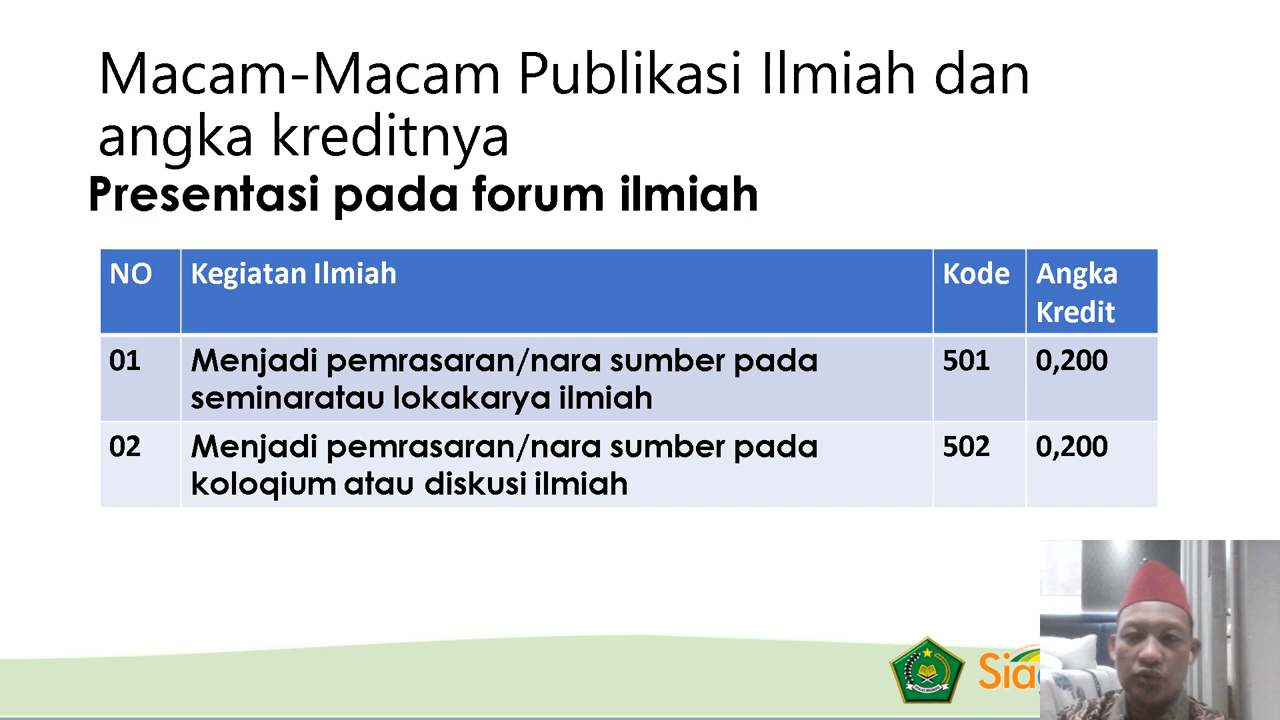 Macam-Macam Publikasi Ilmiah dan
angka kreditnya
Presentasi pada forum ilmiah
NO Kegiatan Ilmiah Kode Angka
Kredit
01 Menjadi pemrasaran/nara sumber pada 501 0,200
seminaratau lokakarya ilmiah
02 Menjadi pemrasaran/nara sumber pada 502 0,200
koloqium atau diskusi ilmiah